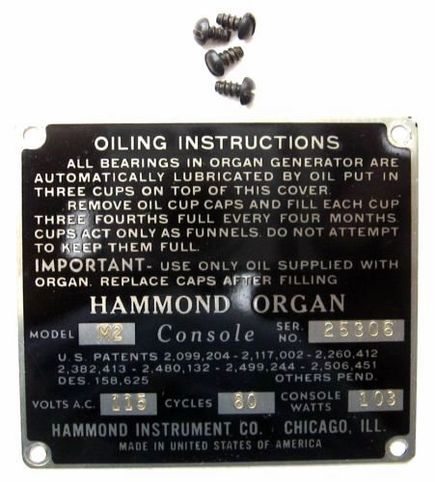 OILING INSTRUCTIONS
ALL BEARINGS IN ORGAN GENERATOR ARE
AUTOMATICALLY LUBRICATED BY OIL PUT IN
THREE CUPS ON TOP OF THIS COVER.
REMOVE OIL CUP CAPS AND FILL EACH CUP
THREE FOURTHS FULL EVERY FOUR MONTHS.
CUPS ACT ONLY AS FUNNELS. DO NOT ATTEMPT
TO KEEP THEM FULL.
IMPORTANT- USE ONLY OIL SUPPLIED WITH
ORGAN. REPLACE CAPS AFTER FILLING
HAMMOND ORGAN
MODEL M2 Console SER. NO. 25306
U.S. PATENTS 2,099,204 - 2,117,002 - 2,260,412
2,382,413 - 2,480,132 - 2,499,244 - 2,506,451
DES. 158,625 OTHERS PEND.
VOLTS A.C. 115 CYCLES 60 CONSOLE WATTS 103
HAMMOND INSTRUMENT CO. CHICAGO, ILL.
MADE IN UNITED STATES OF AMERICA